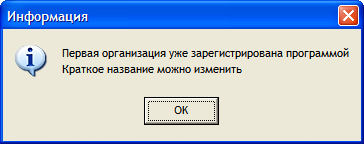 Информация
Первая организация уже зарегистрирована программой
Краткое название можно изменить
OK